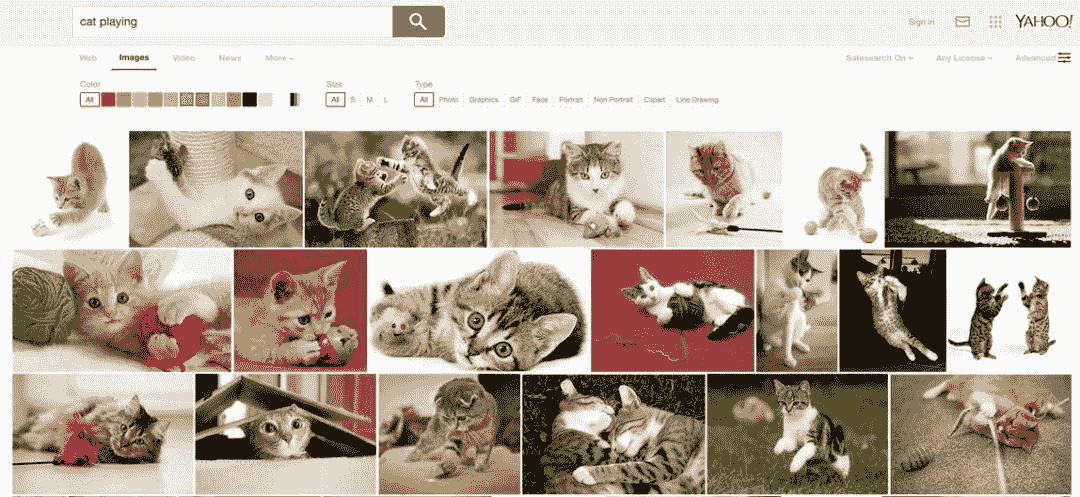 cat playing
Sign in YAHOO!
Web Images Video News More
Safesearch On Any License Advanced
Color Size Type
All All S M L All Photo Graphics GIF Face Portrait Non Portrait Clipart Line Drawing